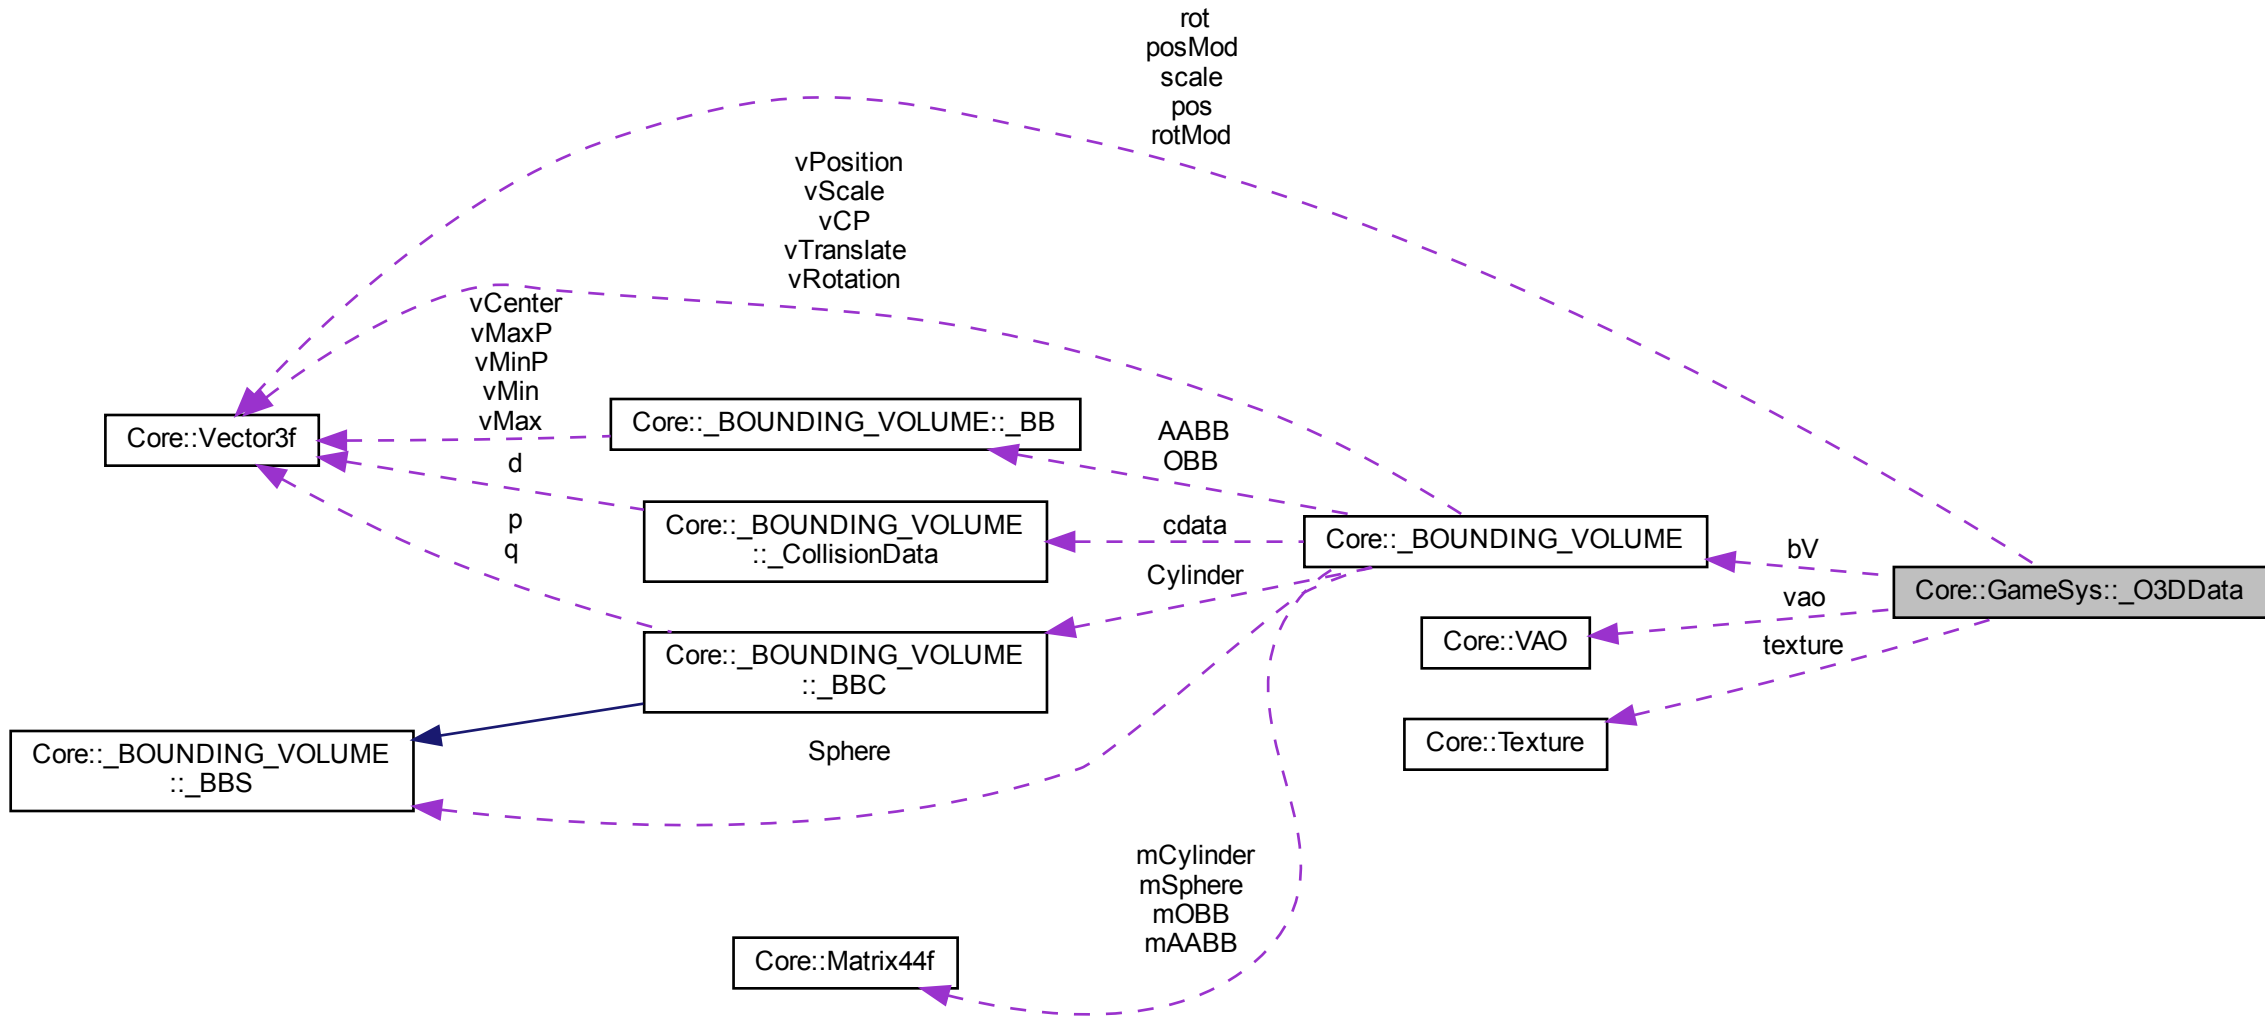 rot
posMod
scale
pos
rotMod
vPosition
vScale
vCP
vTranslate
vRotation
vCenter
vMaxP
vMinP
vMin
vMax
Core::Vector3f
Core::_BOUNDING_VOLUME::_BB
AABB
OBB
d
Core::_BOUNDING_VOLUME
::_CollisionData
cdata
Core::_BOUNDING_VOLUME
bV
Core::GameSys::_O3DData
p
q
Cylinder
vao
Core::VAO
texture
Core::_BOUNDING_VOLUME
::_BBC
Core::Texture
Core::_BOUNDING_VOLUME
::_BBS
Sphere
mCylinder
mSphere
mOBB
mAABB
Core::Matrix44f